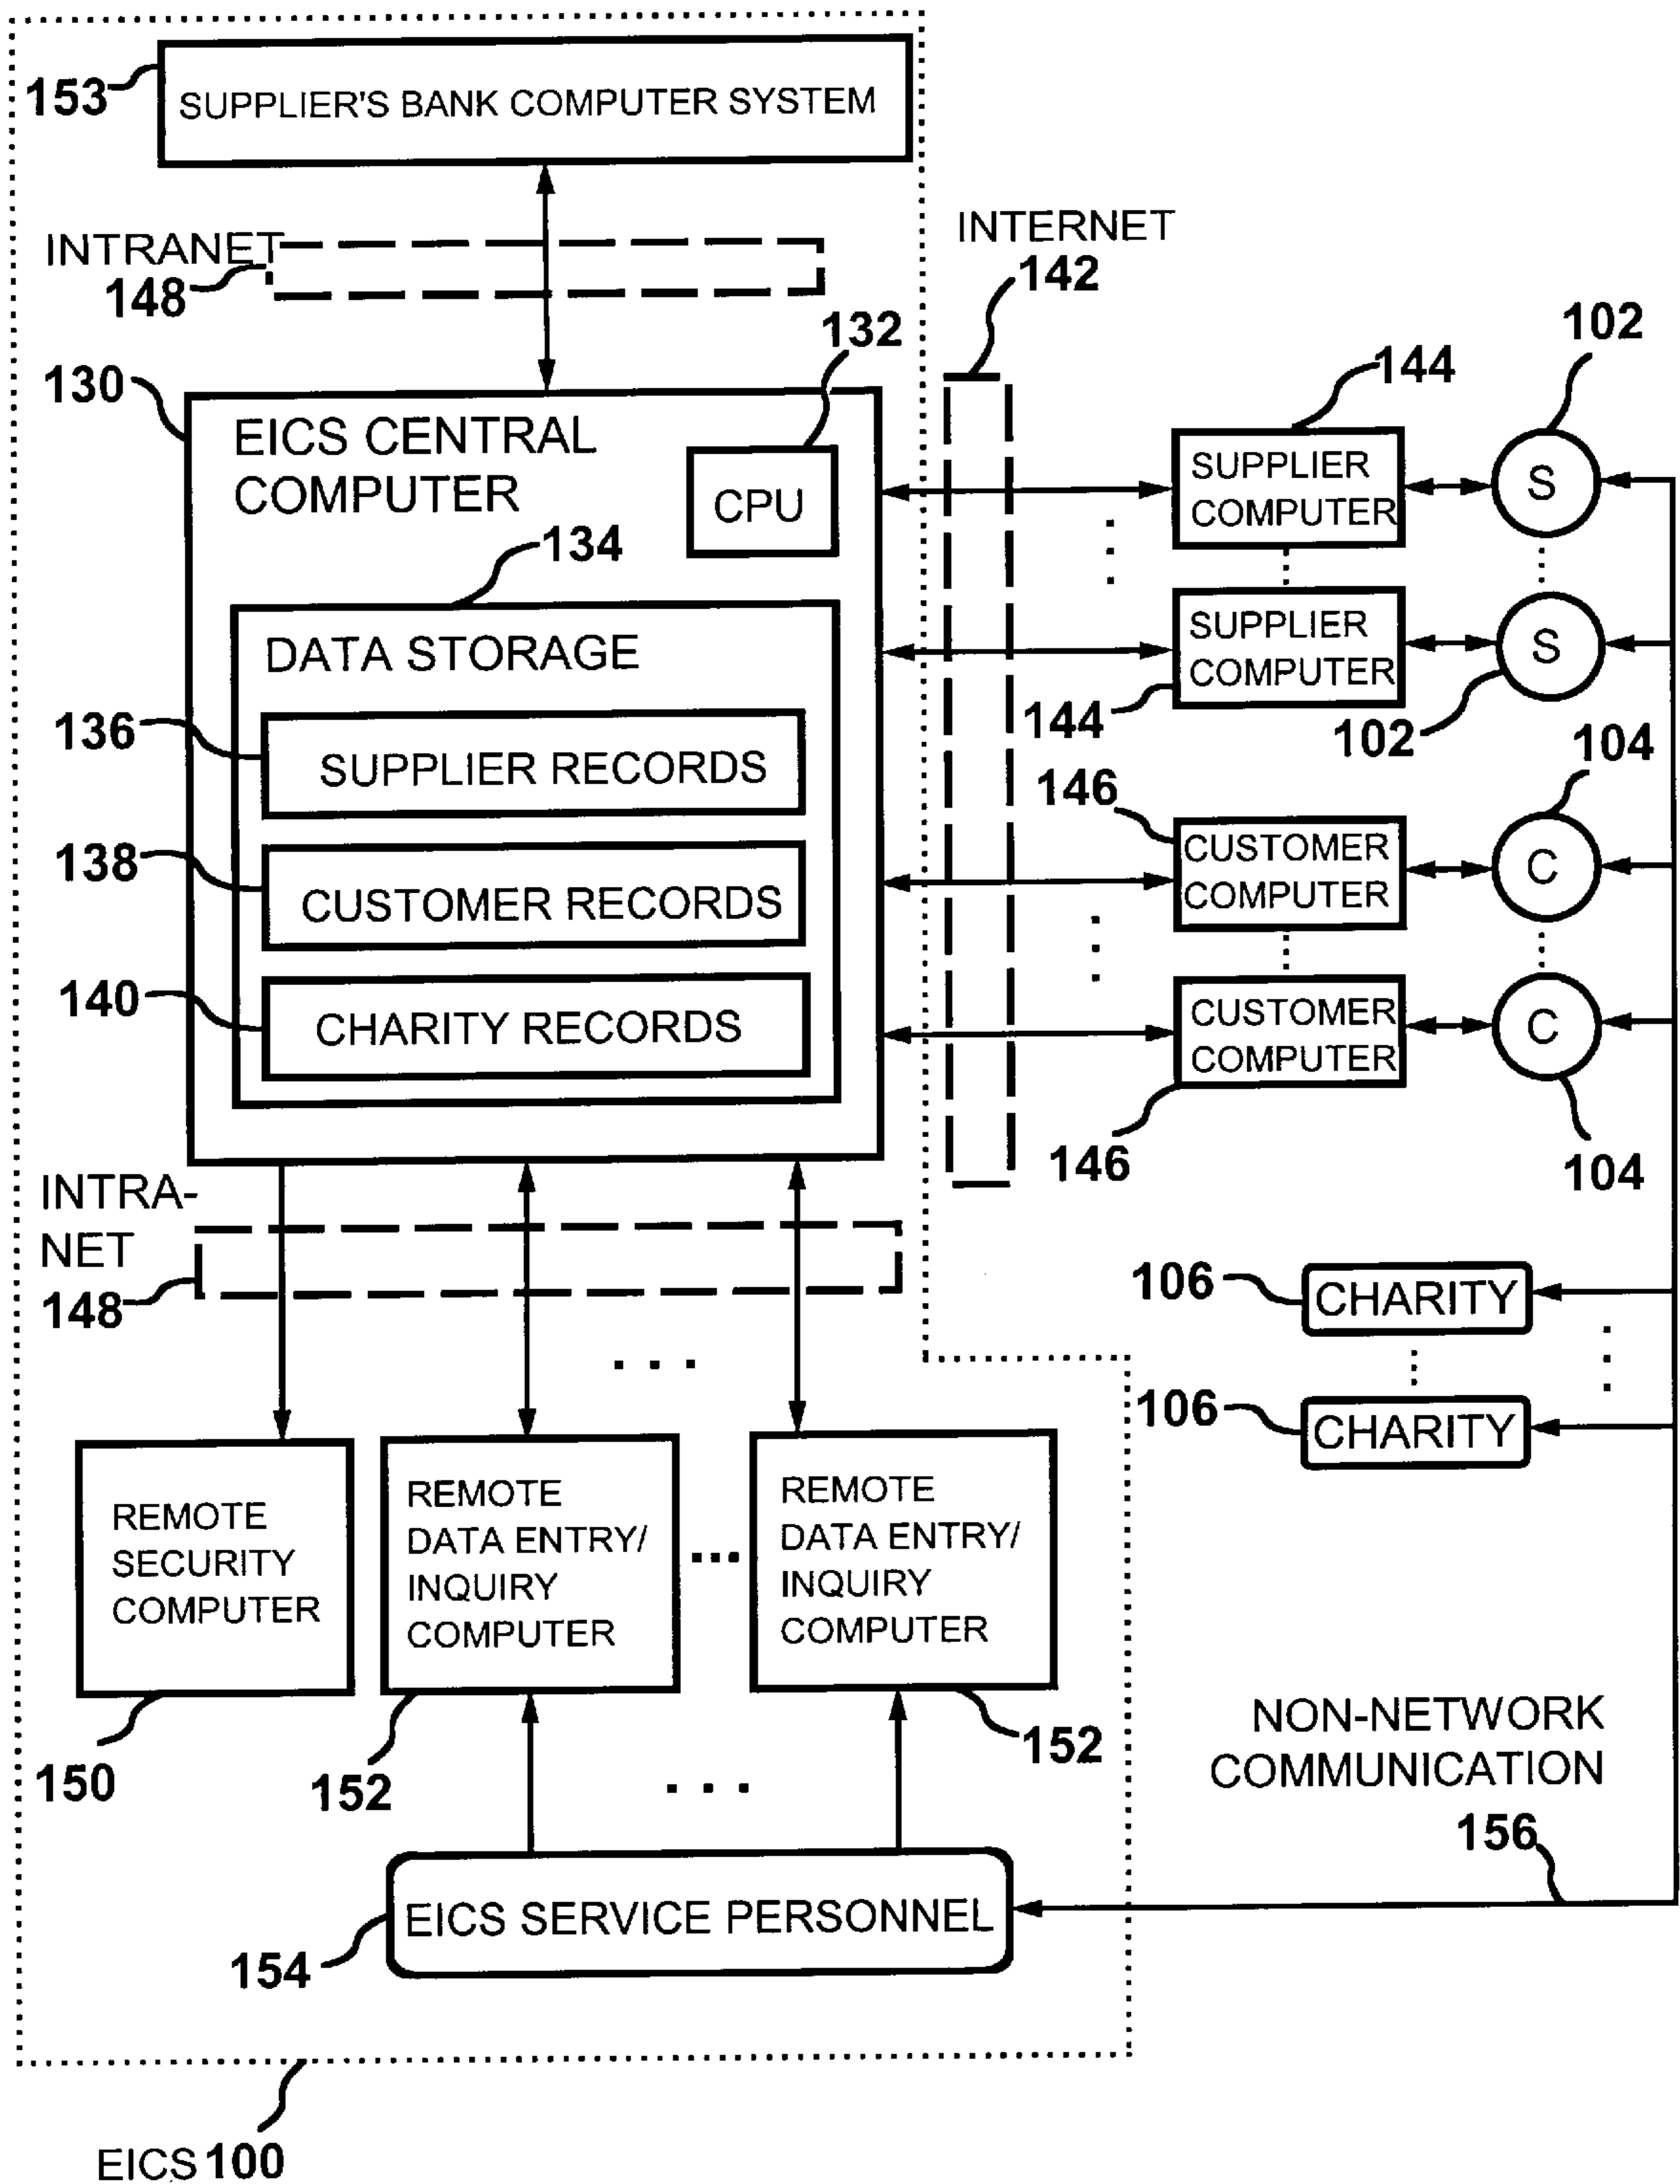 153
SUPPLIER'S BANK COMPUTER SYSTEM
INTRANET
148
INTERNET
142
132
130
EICS CENTRAL
COMPUTER
CPU
134
DATA STORAGE
136
SUPPLIER RECORDS
138
CUSTOMER RECORDS
140
CHARITY RECORDS
144
102
SUPPLIER
COMPUTER
S
SUPPLIER
COMPUTER
S
144
102
146
104
CUSTOMER
COMPUTER
C
CUSTOMER
COMPUTER
C
146
104
INTRA-
NET
148
106
CHARITY
106
CHARITY
REMOTE
SECURITY
COMPUTER
REMOTE
DATA ENTRY/
INQUIRY
COMPUTER
REMOTE
DATA ENTRY/
INQUIRY
COMPUTER
150
152
152
NON-NETWORK
COMMUNICATION
156
EICS SERVICE PERSONNEL
154
EICS 100